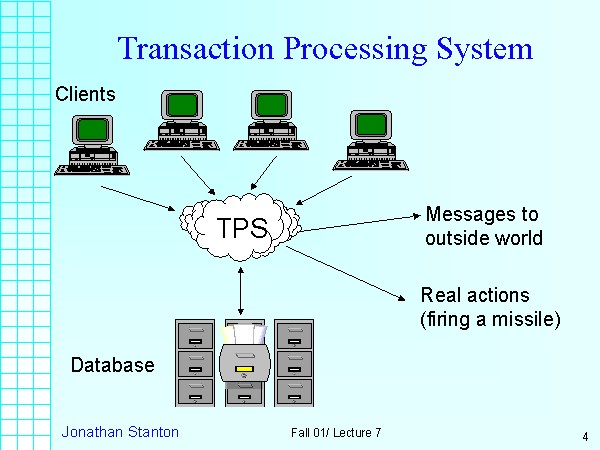 Transaction Processing System
Clients
TPS
Messages to
outside world
Real actions
(firing a missile)
Database
Jonathan Stanton
Fall 01/ Lecture 7
4